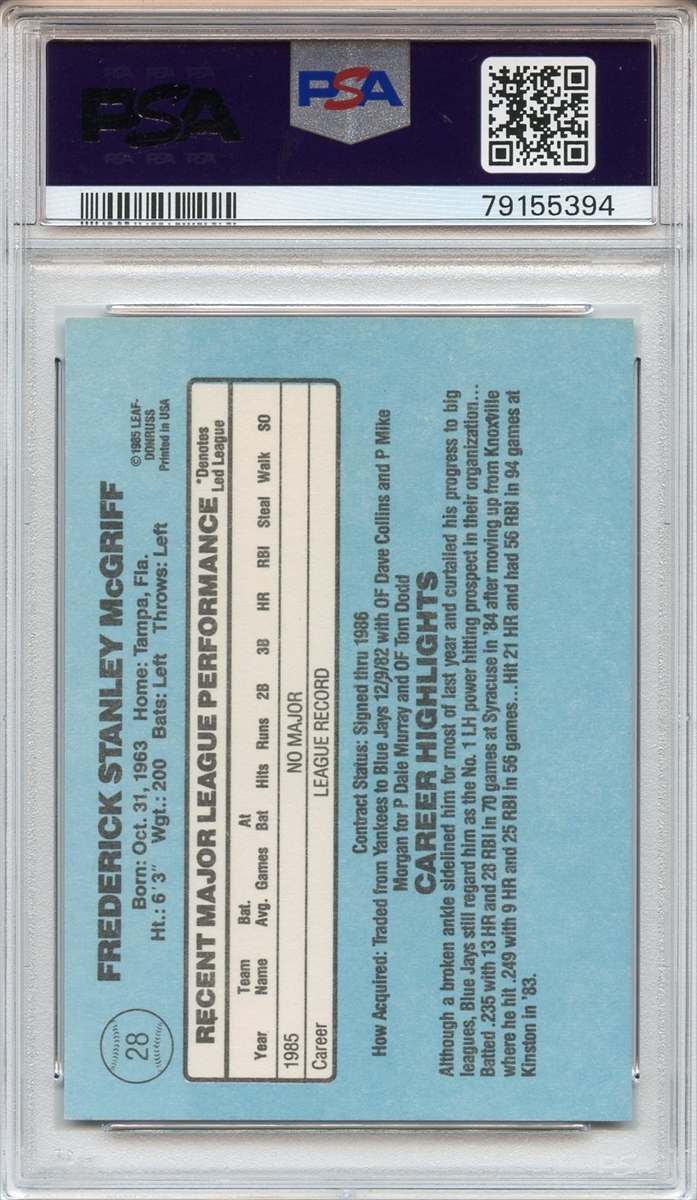 PSA PSA PSA
PSA
PSA PSA PSA
PSA
79155394
28
FREDERICK STANLEY McGRIFF
Born: Oct. 31, 1963 Home: Tampa, Fla.
Ht.: 6'3" Wgt.: 200 Bats: Left Throws: Left
©1985 LEAF-
DONRUSS
Printed in USA
RECENT MAJOR LEAGUE PERFORMANCE
*Denotes
Led League
Team Bat. At
Year Name Avg. Games Bat Hits Runs 2B 3B HR RBI Steal Walk SO
1985 NO MAJOR
Career LEAGUE RECORD
Contract Status: Signed thru 1986
How Acquired: Traded from Yankees to Blue Jays 12/9/82 with OF Dave Collins and P Mike
Morgan for P Dale Murray and OF Tom Dodd
CAREER HIGHLIGHTS
Although a broken ankle sidelined him for most of last year and curtailed his progress to big
leagues, Blue Jays still regard him as the No. 1 LH power hitting prospect in their organization...
Batted .235 with 13 HR and 28 RBI in 70 games at Syracuse in '84 after moving up from Knoxville
where he hit .249 with 9 HR and 25 RBI in 56 games...Hit 21 HR and had 56 RBI in 94 games at
Kinston in '83.